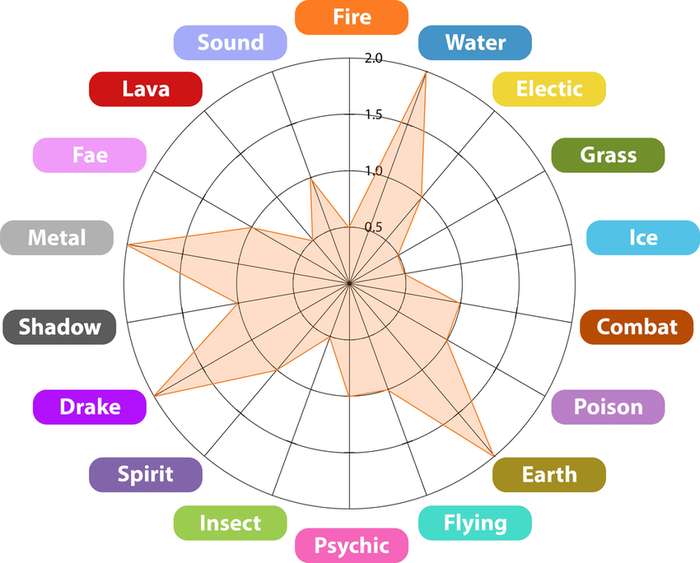 Fire
Sound
Water
2.0
Lava
Electic
1.5
Fae
Grass
1.0
Metal
0.5
Ice
Shadow
Combat
Drake
Poison
Spirit
Earth
Insect
Flying
Psychic